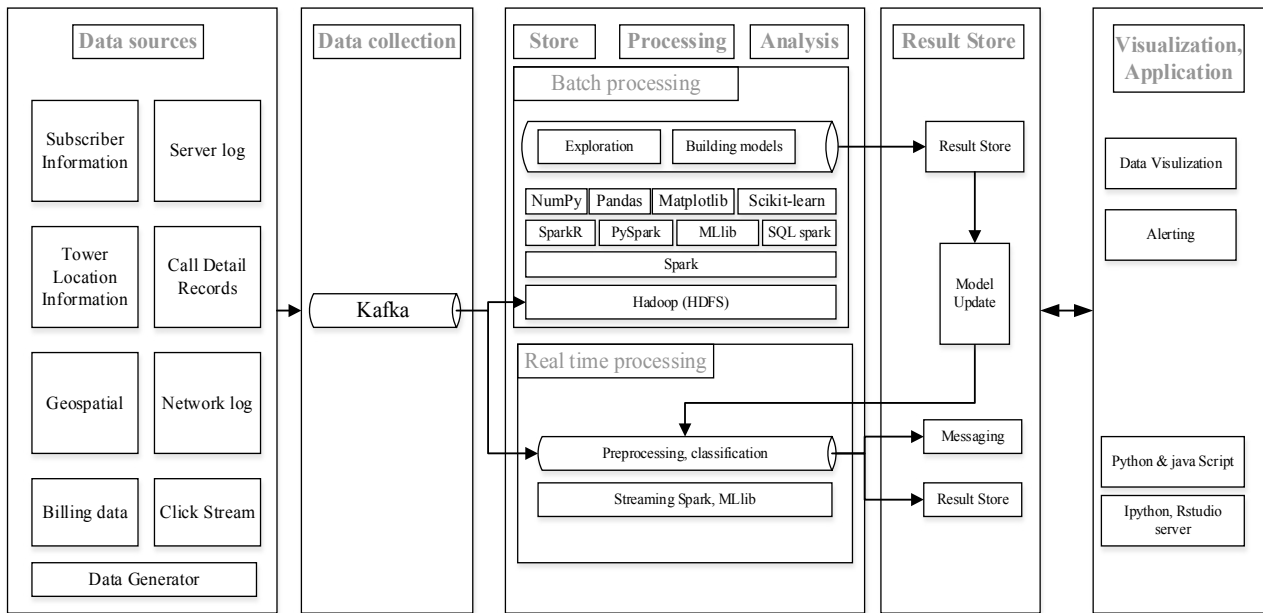 Data sources
Subscriber
Information
Server log
Tower
Location
Information
Call Detail
Records
Geospatial
Network log
Billing data
Click Stream
Data Generator
Data collection
Kafka
Store
Processing
Analysis
Batch processing
Exploration
Building models
NumPy
Pandas
Matplotlib
Scikit-learn
SparkR
PySpark
MLlib
SQL spark
Spark
Hadoop (HDFS)
Real time processing
Preprocessing, classification
Streaming Spark, MLlib
Result Store
Result Store
Model
Update
Messaging
Result Store
Visualization,
Application
Data Visulization
Alerting
Python & java Script
Ipython, Rstudio
server